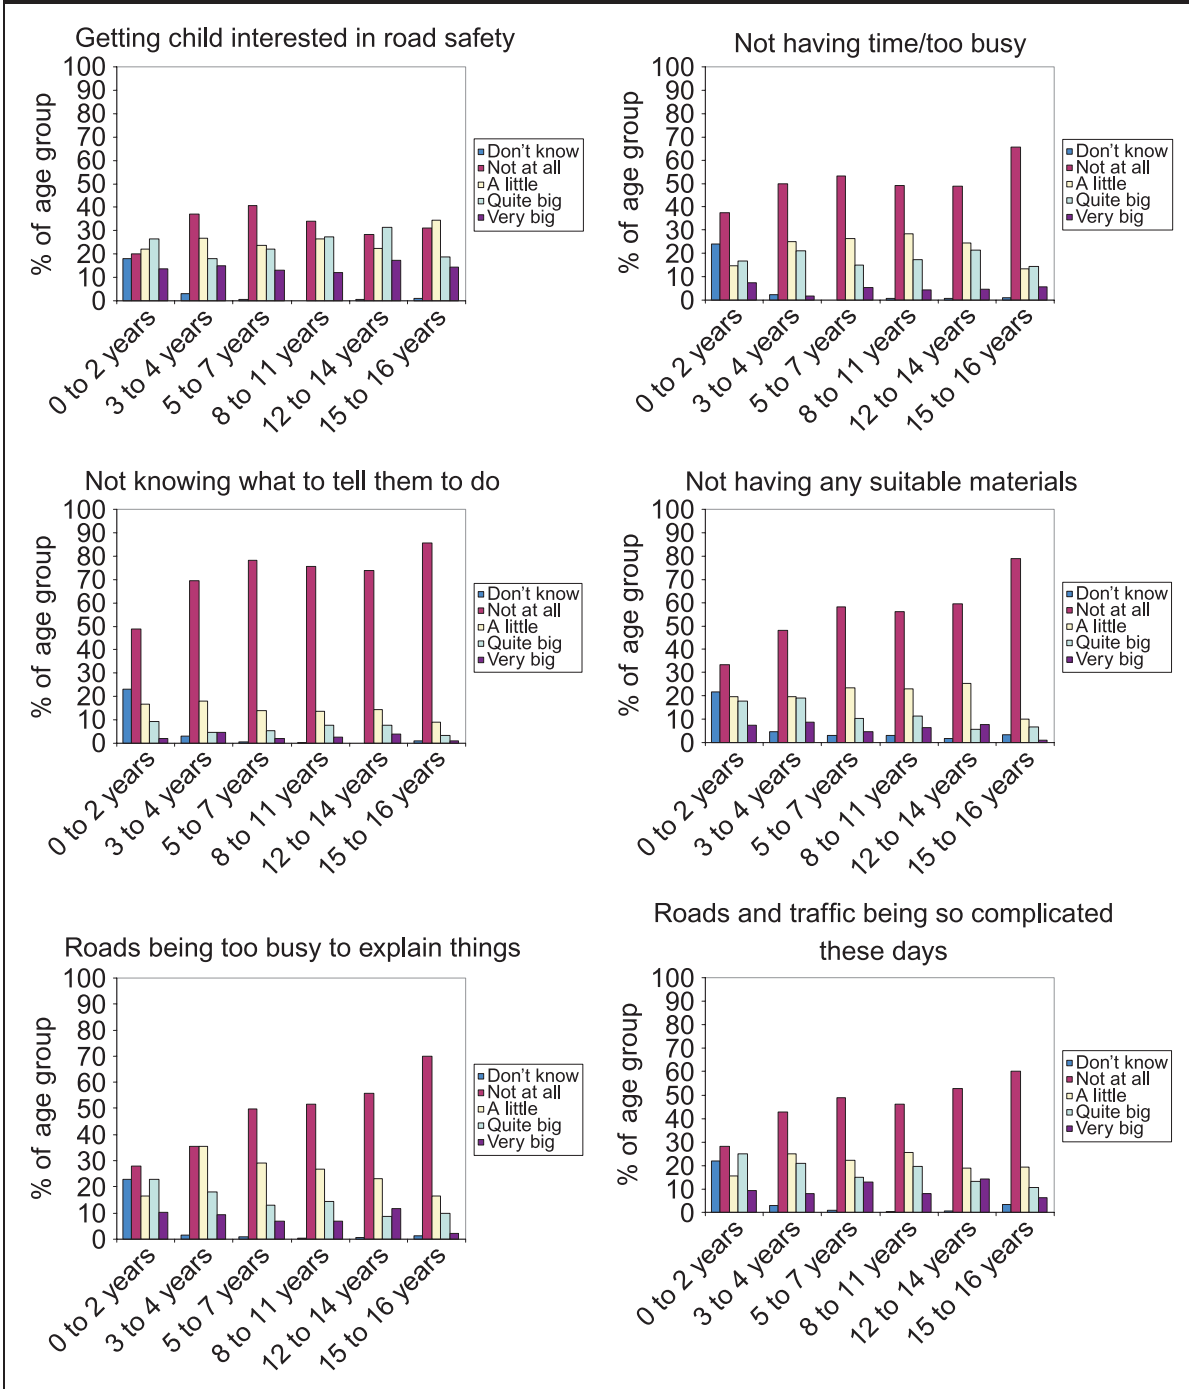 Getting child interested in road safety
% of age group
100
90
80
70
60
50
40
30
20
10
0
0 to 2 years
3 to 4 years
5 to 7 years
8 to 11 years
12 to 14 years
15 to 16 years
Don't know
Not at all
A little
Quite big
Very big
Not having time/too busy
% of age group
100
90
80
70
60
50
40
30
20
10
0
0 to 2 years
3 to 4 years
5 to 7 years
8 to 11 years
12 to 14 years
15 to 16 years
Don't know
Not at all
A little
Quite big
Very big
Not knowing what to tell them to do
% of age group
100
90
80
70
60
50
40
30
20
10
0
0 to 2 years
3 to 4 years
5 to 7 years
8 to 11 years
12 to 14 years
15 to 16 years
Don't know
Not at all
A little
Quite big
Very big
Not having any suitable materials
% of age group
100
90
80
70
60
50
40
30
20
10
0
0 to 2 years
3 to 4 years
5 to 7 years
8 to 11 years
12 to 14 years
15 to 16 years
Don't know
Not at all
A little
Quite big
Very big
Roads being too busy to explain things
% of age group
100
90
80
70
60
50
40
30
20
10
0
0 to 2 years
3 to 4 years
5 to 7 years
8 to 11 years
12 to 14 years
15 to 16 years
Don't know
Not at all
A little
Quite big
Very big
Roads and traffic being so complicated
these days
% of age group
100
90
80
70
60
50
40
30
20
10
0
0 to 2 years
3 to 4 years
5 to 7 years
8 to 11 years
12 to 14 years
15 to 16 years
Don't know
Not at all
A little
Quite big
Very big